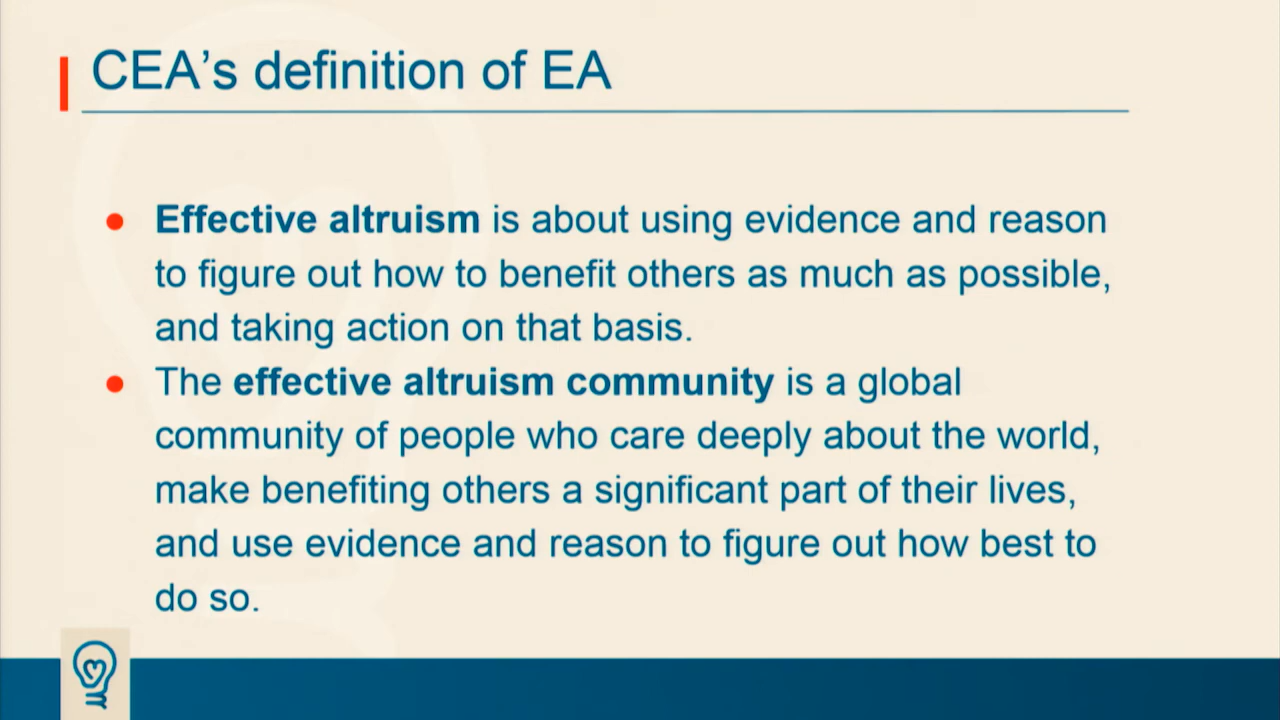 CEA's definition of EA
● Effective altruism is about using evidence and reason
to figure out how to benefit others as much as possible,
and taking action on that basis.
● The effective altruism community is a global
community of people who care deeply about the world,
make benefiting others a significant part of their lives,
and use evidence and reason to figure out how best to
do so.